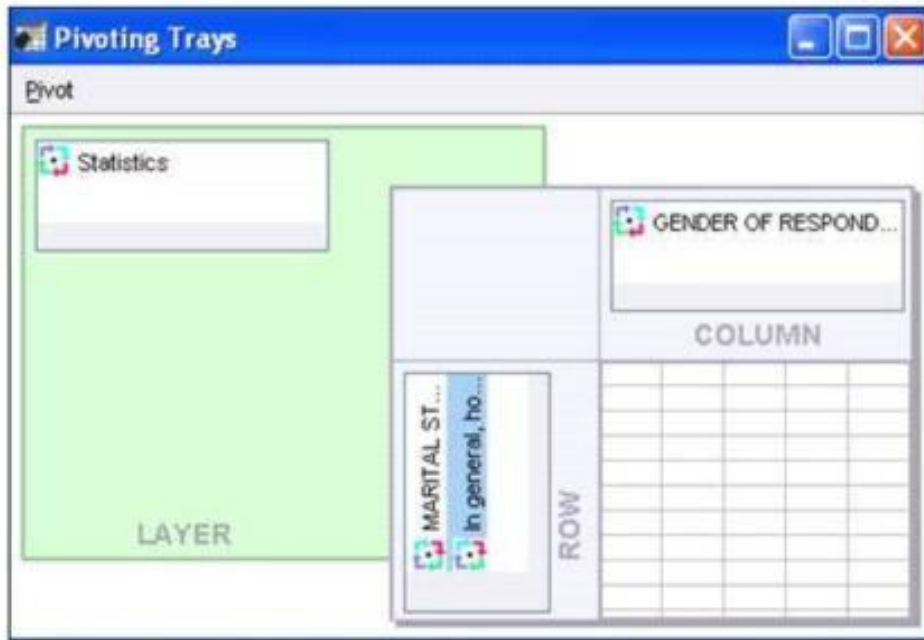 Pivoting Trays
Pivot
Statistics
GENDER OF RESPOND...
COLUMN
MARITAL ST...
In general, ho...
ROW
LAYER